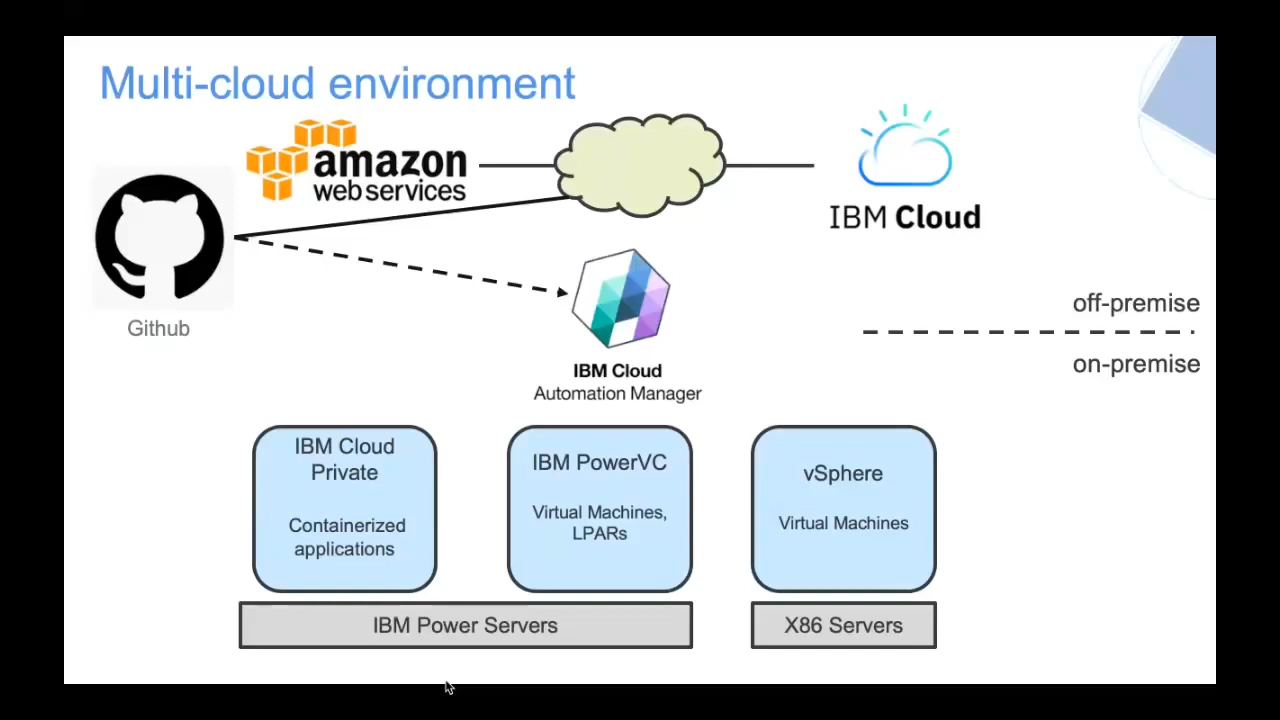 Multi-cloud environment
amazon
web services
IBM Cloud
Github
off-premise
on-premise
IBM Cloud
Automation Manager
IBM Cloud
Private
Containerized
applications
IBM PowerVC
Virtual Machines,
LPARs
vSphere
Virtual Machines
IBM Power Servers
X86 Servers